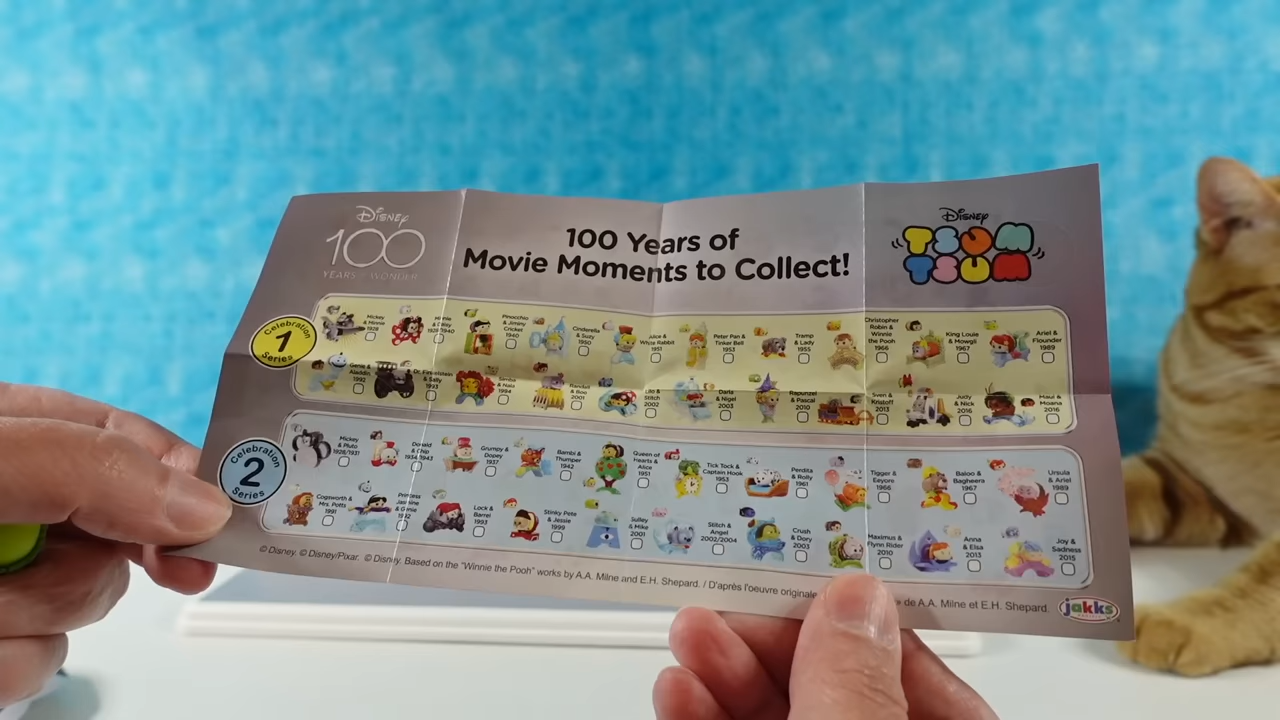 Disney
100
YEARS OF WONDER
100 Years of
Movie Moments to Collect!
Disney
TSUM
TSUM
Celebration
1
Series
Mickey
& Minnie
1928
Pinocchio
& Jiminy
Cricket
1940
Cinderella
& Suzy
1950
White Rabbit
1951
Peter Pan &
Tinker Bell
1953
Tramp
& Lady
1955
Christopher
Robin &
Winnie
the Pooh
1966
King Louie
& Mowgli
1967
Ariel &
Flounder
1989
Genie &
Aladdin
1992
& Sally
1993
Simba
& Nala
1994
Randall
& Boo
2001
Lilo &
Stitch
2002
Darla
& Nigel
2003
Rapunzel
& Pascal
2010
Sven &
Kristoff
2013
Judy
& Nick
2016
Maui &
Moana
2016
Celebration
2
Series
Mickey
& Pluto
1928/1931
Donald
& Chip
1934/1943
Grumpy &
Dopey
1937
Bambi &
Thumper
1942
Queen of
Hearts &
Alice
1951
Tick Tock &
Captain Hook
1953
Perdita
& Rolly
1961
Tigger &
Eeyore
1966
Baloo &
Bagheera
1967
Ursula
& Ariel
1989
Cogsworth &
Mrs. Potts
1991
Princess
Jasmine
& Genie
Lock &
Barrel
1993
Stinky Pete
& Jessie
1999
Sulley
& Mike
2001
Stitch &
Angel
2002/2004
Crush
& Dory
2003
Maximus &
Flynn Rider
2010
Anna
& Elsa
2013
Joy &
Sadness
2015
© Disney. © Disney/Pixar. © Disney. Based on the "Winnie the Pooh" works by A.A. Milne and E.H. Shepard. / D'après l'oeuvre originale de A.A. Milne et E.H. Shepard.
jakks